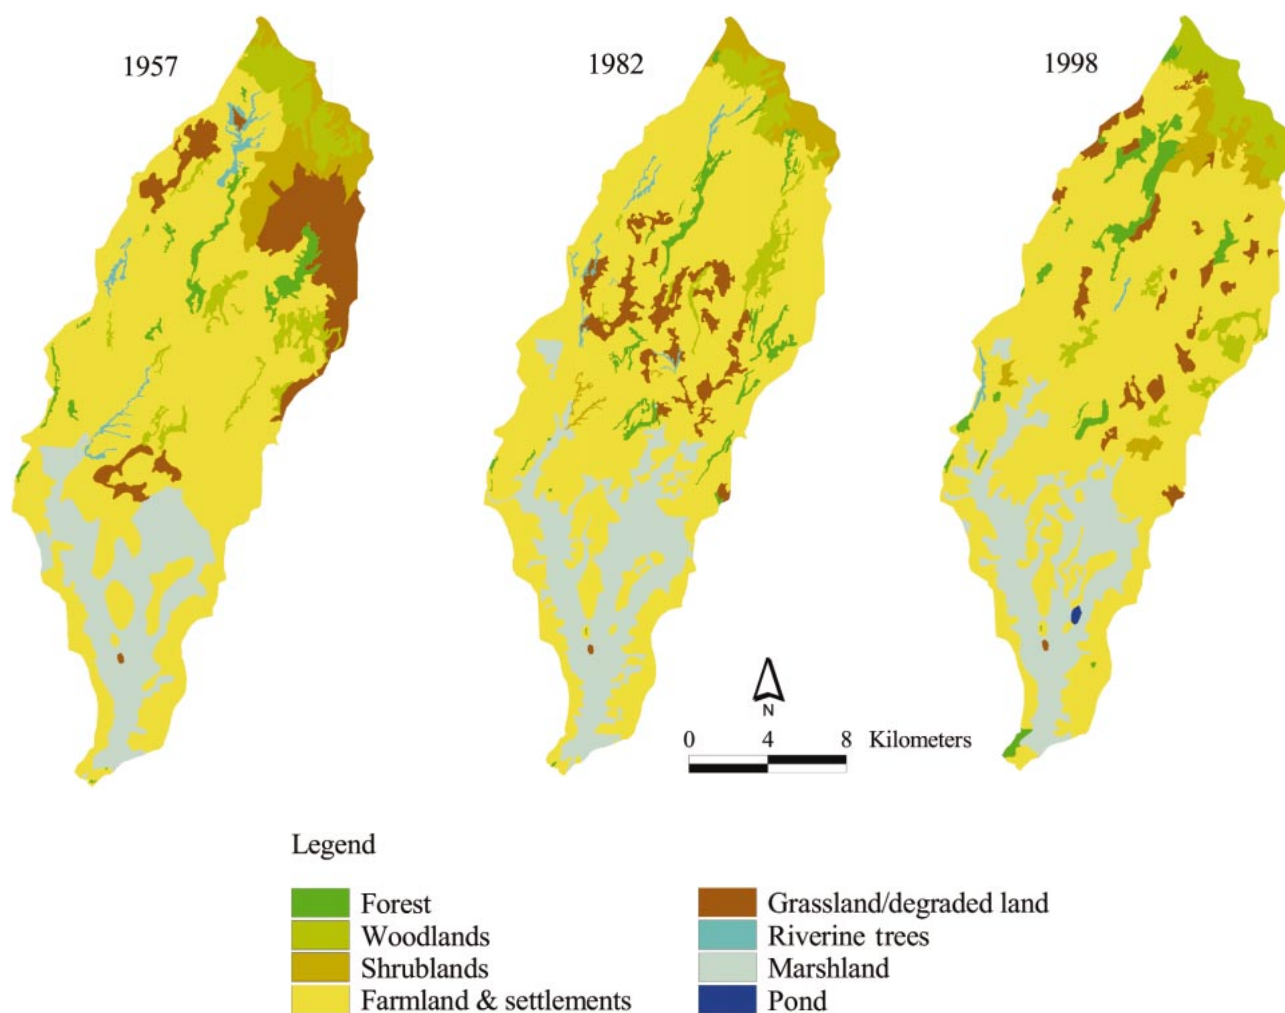 1957
1982
1998
N
0 4 8 Kilometers
Legend
Forest
Woodlands
Shrublands
Farmland & settlements
Grassland/degraded land
Riverine trees
Marshland
Pond